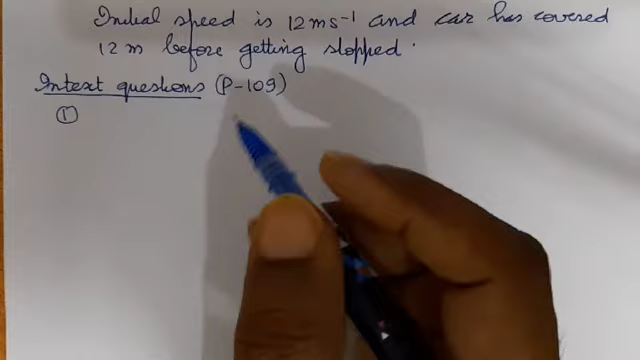 Initial speed is 12 ms⁻¹ and car has covered
12 m before getting stopped.
Intext questions (P-109)
①